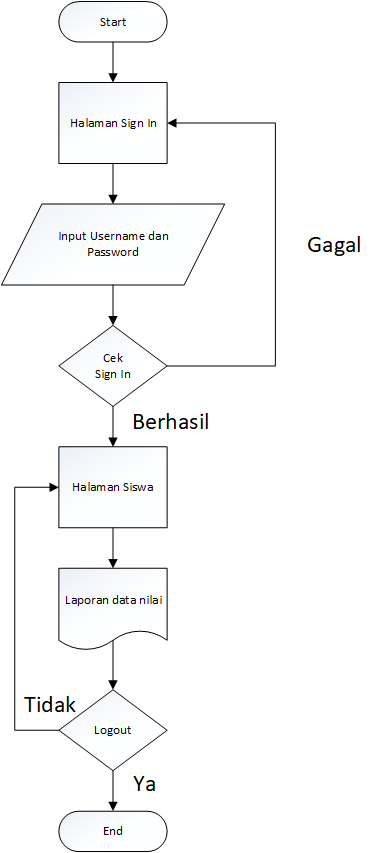 Start
Halaman Sign In
Input Username dan
Password
Gagal
Cek
Sign In
Berhasil
Halaman Siswa
Laporan data nilai
Tidak
Logout
Ya
End